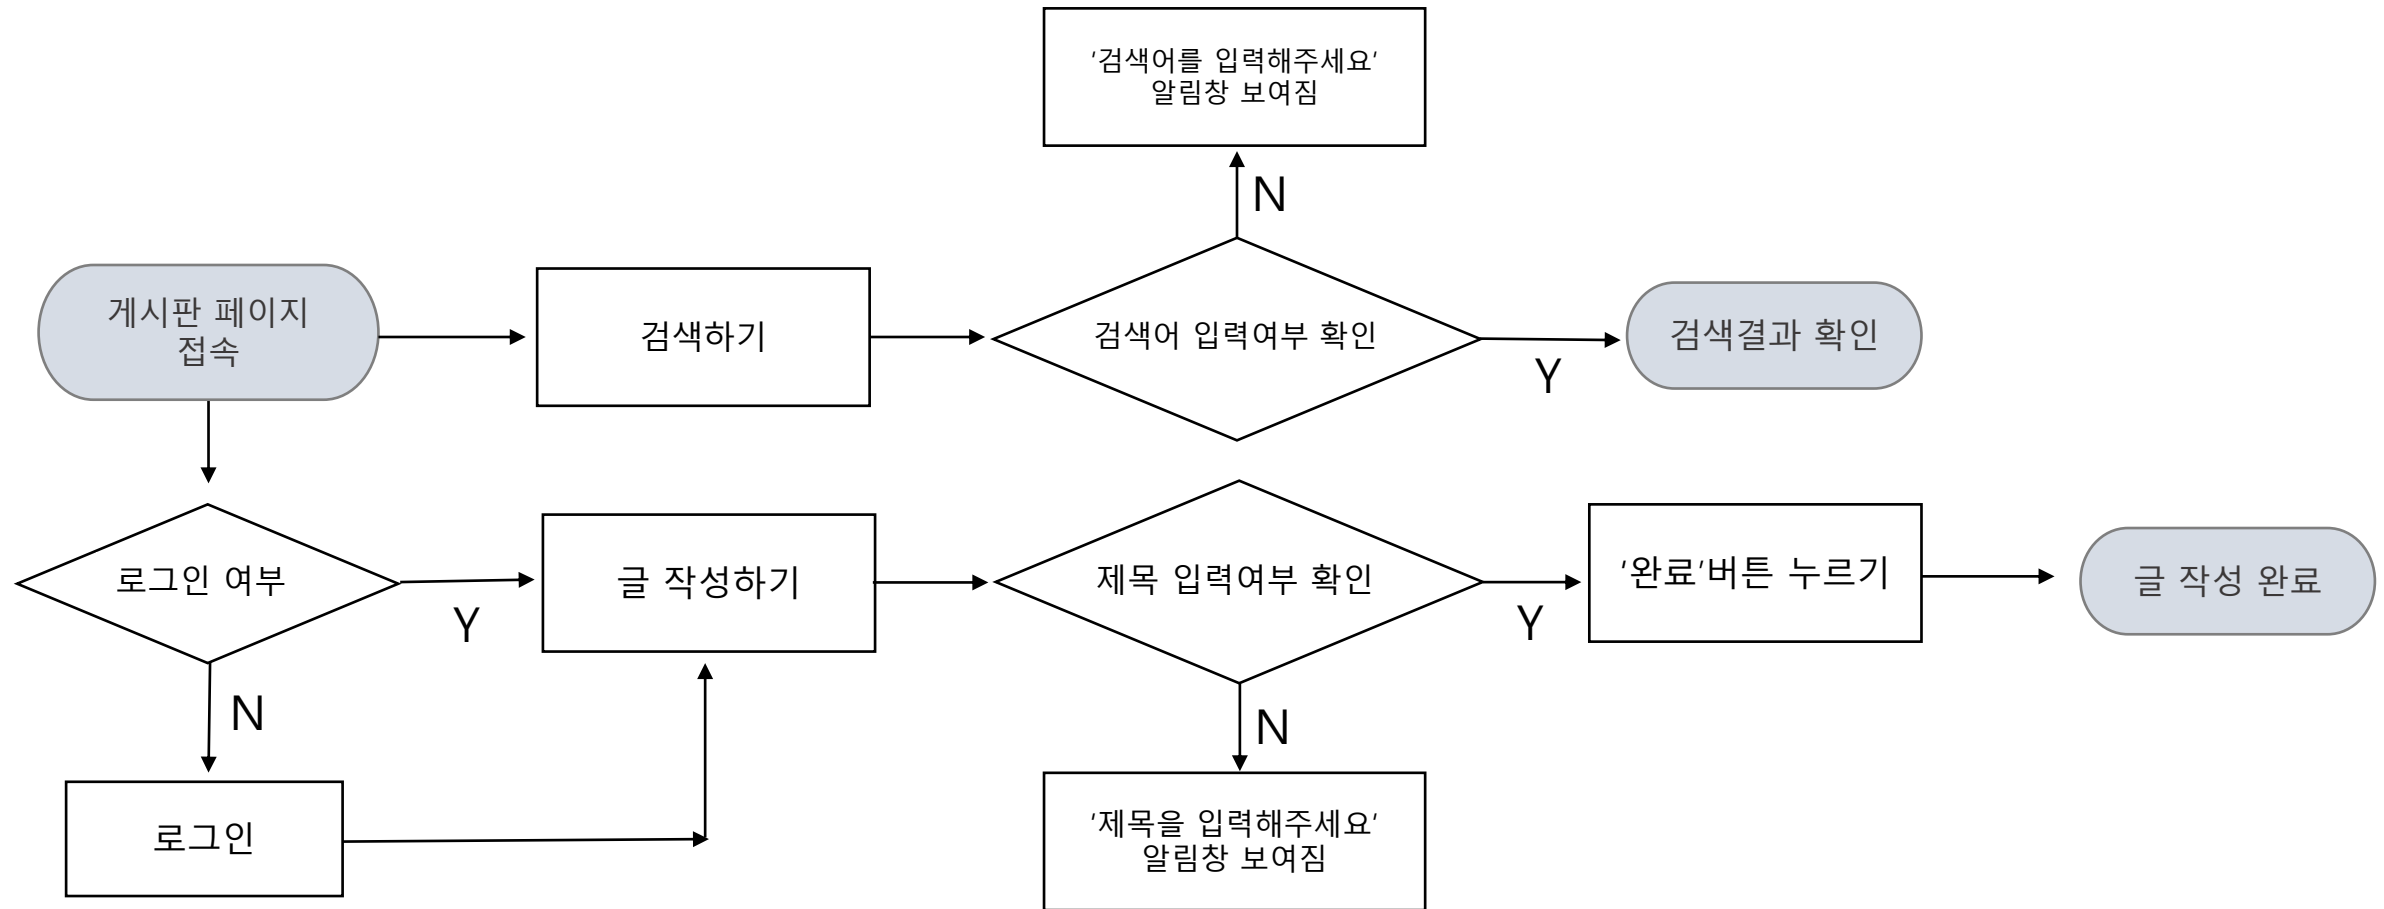 '검색어를 입력해주세요'
알림창 보여짐
N
게시판 페이지
접속
검색하기
검색어 입력여부 확인
Y
검색결과 확인
로그인 여부
Y
글 작성하기
제목 입력여부 확인
Y
'완료'버튼 누르기
글 작성 완료
N
로그인
N
'제목을 입력해주세요'
알림창 보여짐